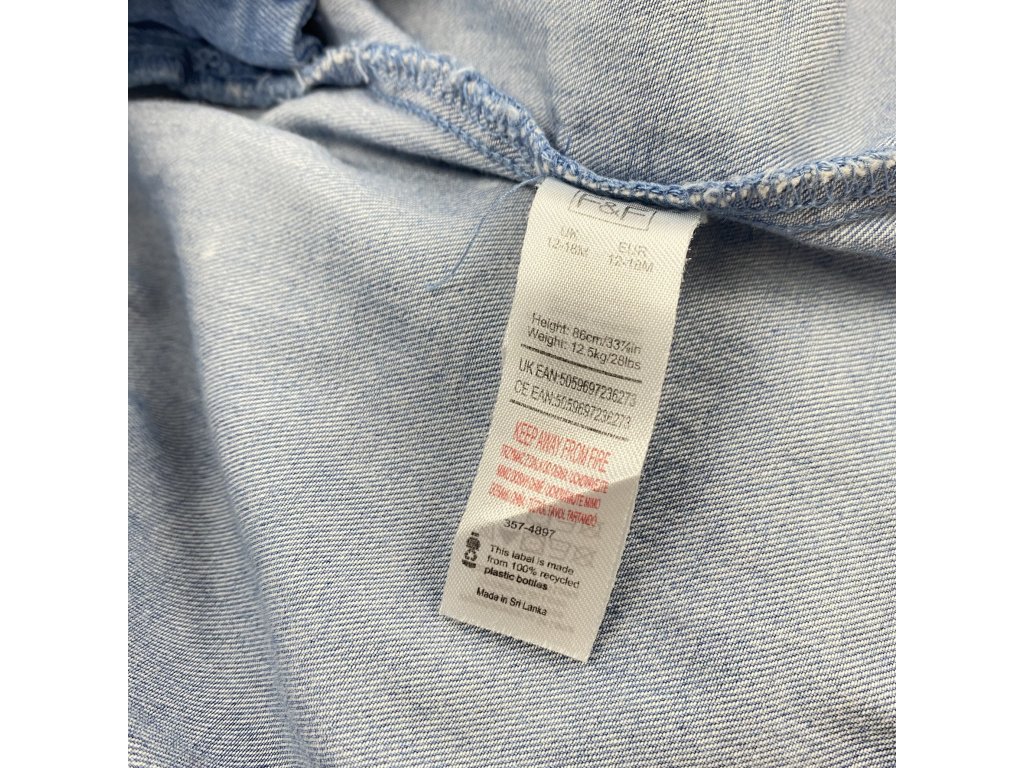 F&F
UK EUR
12-18M 12-18M
Height: 86cm/33¾in
Weight: 12.5kg/28lbs
UK EAN:5059697236273
CE EAN:5059697236273
KEEP AWAY FROM FIRE
357-4897
This label is made
from 100% recycled
plastic bottles
Made in Sri Lanka